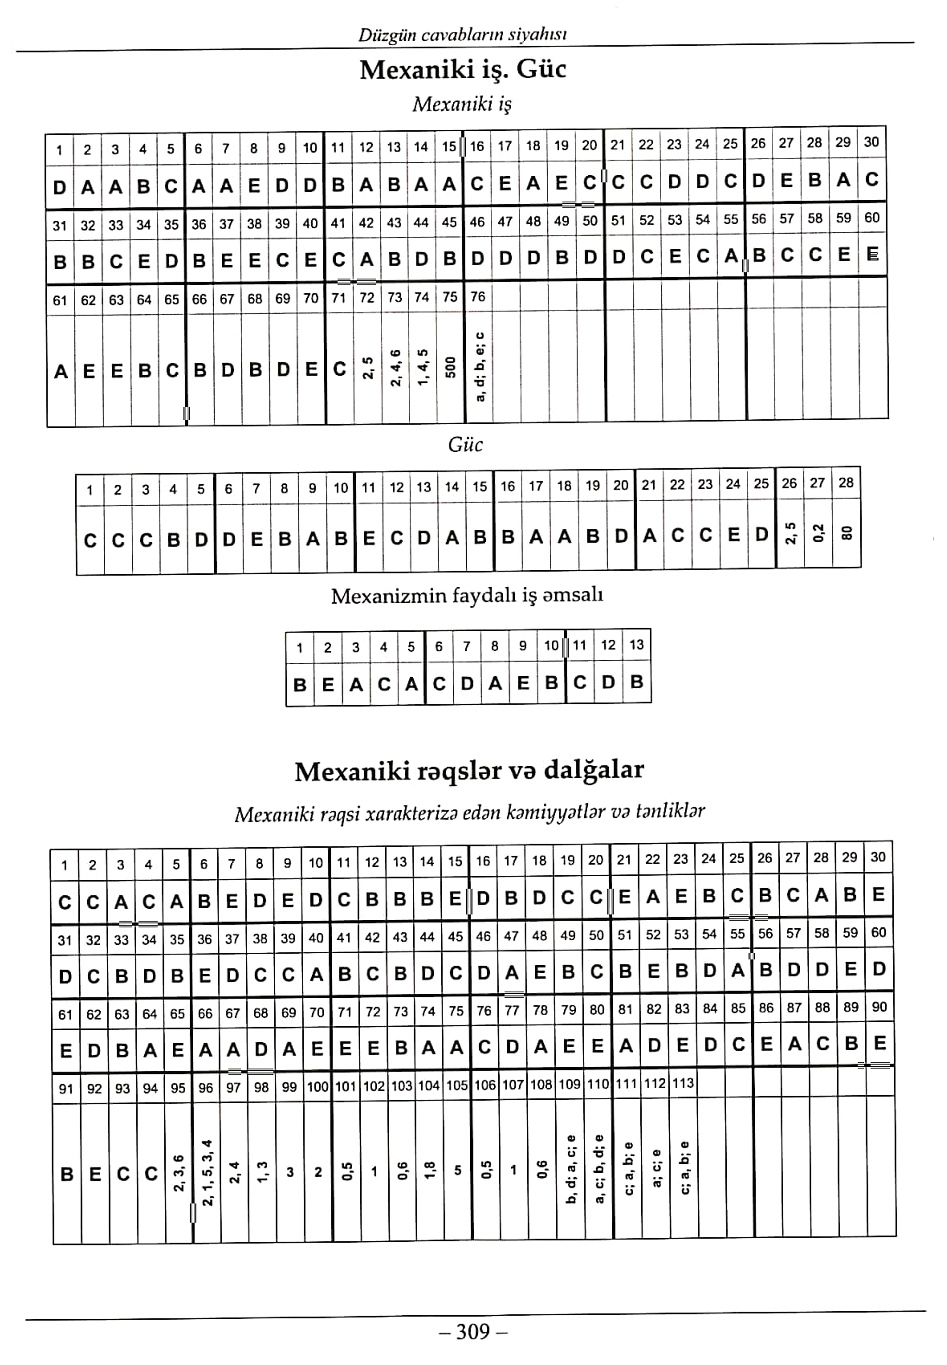 Düzgün cavabların siyahısı
Mexaniki iş. Güc
Mexaniki iş
1 2 3 4 5 6 7 8 9 10 11 12 13 14 15 16 17 18 19 20 21 22 23 24 25 26 27 28 29 30
D A A B C A A E D D B A B A A C E A E C C C D D C D E B A C
31 32 33 34 35 36 37 38 39 40 41 42 43 44 45 46 47 48 49 50 51 52 53 54 55 56 57 58 59 60
B B C E D B E E C E C A B D B D D D B D D C E C A B C C E E
61 62 63 64 65 66 67 68 69 70 71 72 73 74 75 76
A E E B C B D B D E C 2, 5 2, 4, 6 1, 4, 5 500 a, d; b, e; c
Güc
1 2 3 4 5 6 7 8 9 10 11 12 13 14 15 16 17 18 19 20 21 22 23 24 25 26 27 28
C C C B D D E B A B E C D A B B A A B D A C C E D 2, 5 0,2 80
Mexanizmin faydalı iş əmsalı
1 2 3 4 5 6 7 8 9 10 11 12 13
B E A C A C D A E B C D B
Mexaniki rəqslər və dalğalar
Mexaniki rəqsi xarakterizə edən kəmiyyətlər və tənliklər
1 2 3 4 5 6 7 8 9 10 11 12 13 14 15 16 17 18 19 20 21 22 23 24 25 26 27 28 29 30
C C A C A B E D E D C B B B E D B D C C E A E B C B C A B E
31 32 33 34 35 36 37 38 39 40 41 42 43 44 45 46 47 48 49 50 51 52 53 54 55 56 57 58 59 60
D C B D B E D C C A B C B D C D A E B C B E B D A B D D E D
61 62 63 64 65 66 67 68 69 70 71 72 73 74 75 76 77 78 79 80 81 82 83 84 85 86 87 88 89 90
E D B A E A A D A E E E B A A C D A E E A D E D C E A C B E
91 92 93 94 95 96 97 98 99 100 101 102 103 104 105 106 107 108 109 110 111 112 113
B E C C 2, 3, 6 2, 1, 5, 3, 4 2, 4 1, 3 3 2 0,5 1 0,6 1,8 5 0,5 1 0,6 b, d; a, c; e a, c; b, d; e c; a, b; e a; c; e c; a, b; e
– 309 –